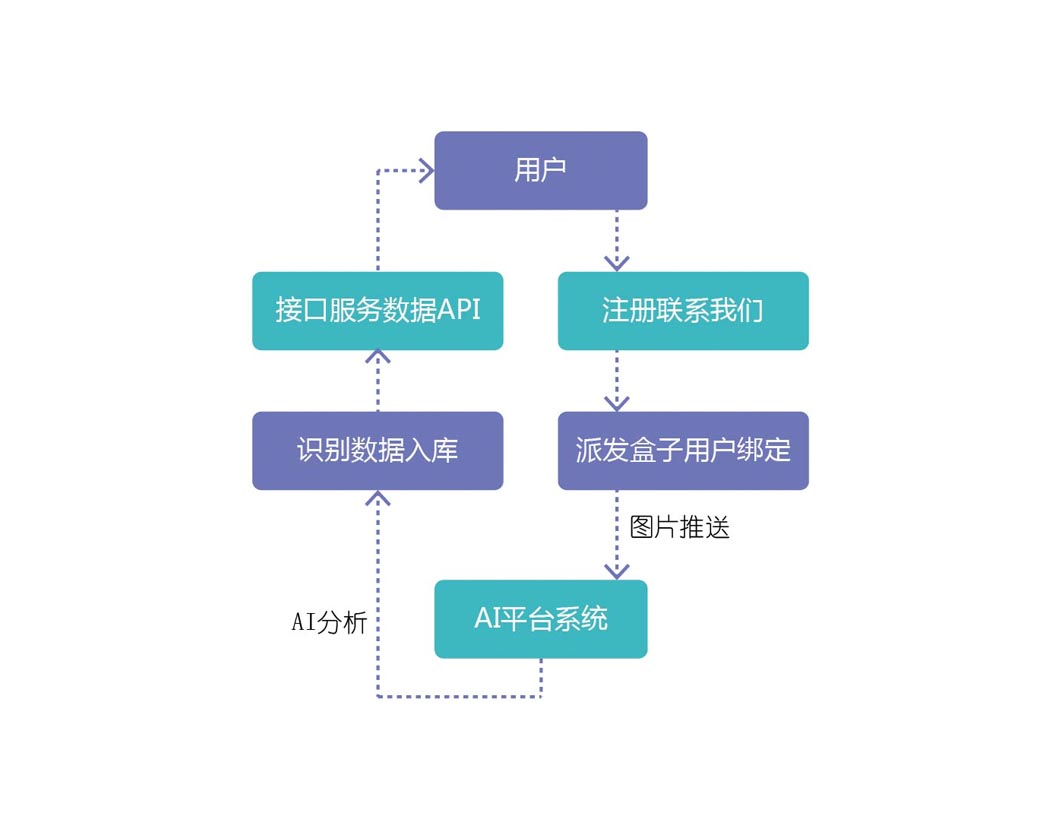 用户
接口服务数据API
注册联系我们
识别数据入库
派发盒子用户绑定
图片推送
AI平台系统
AI分析